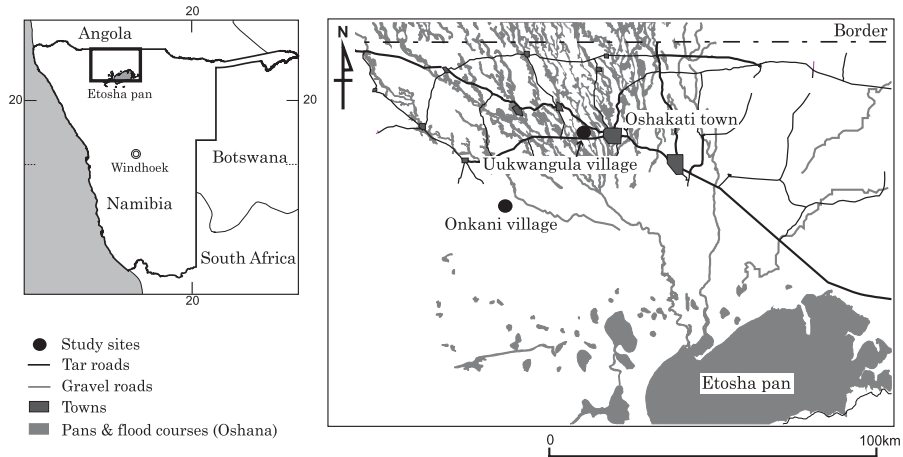 20
Angola
Etosha pan
20
20
Windhoek
Botswana
Namibia
South Africa
20
Study sites
Tar roads
Gravel roads
Towns
Pans & flood courses (Oshana)
N
Border
Oshakati town
Uukwangula village
Onkani village
Etosha pan
0
100km